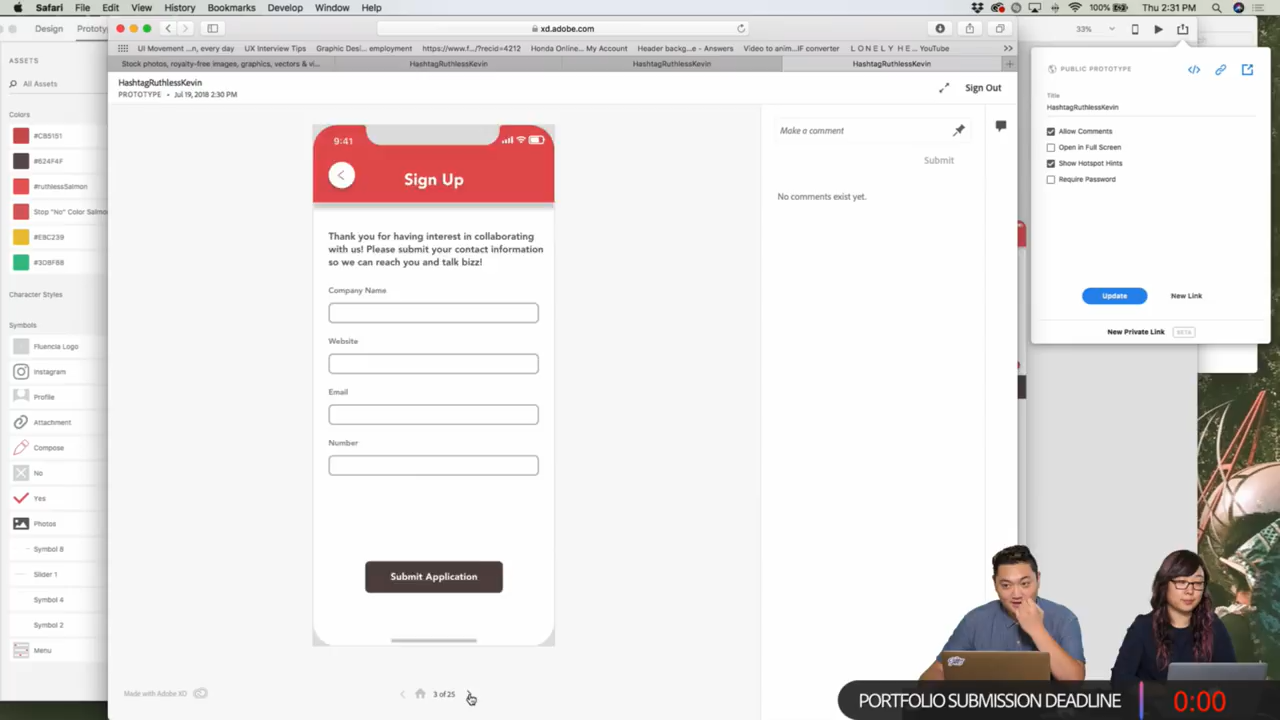 Safari File Edit View History Bookmarks Develop Window Help 100% Thu 2:31 PM
Design Prototy
xd.adobe.com
33%
UI Movement ...n, every day UX Interview Tips Graphic Desi... employment https://www.f.../?recid=4212 Honda Online... My Account Header backg...e - Answers Video to anim...IF converter L O N E L Y H E... YouTube
Stock photos, royalty-free images, graphics, vectors & vi... HashtagRuthlessKevin HashtagRuthlessKevin HashtagRuthlessKevin
HashtagRuthlessKevin
PROTOTYPE • Jul 19, 2018 2:30 PM
Sign Out
ASSETS
All Assets
Colors
#CB5151
#624F4F
#ruthlessSalmon
Stop "No" Color Salmo
#E9C239
#3DBF88
Character Styles
Symbols
Fluencia Logo
Instagram
Profile
Attachment
Compose
No
Yes
Photos
Symbol 8
Slider 1
Symbol 4
Symbol 2
Menu
9:41
Sign Up
Thank you for having interest in collaborating
with us! Please submit your contact information
so we can reach you and talk bizz!
Company Name
Website
Email
Number
Submit Application
Made with Adobe XD
3 of 25
Make a comment
Submit
No comments exist yet.
PUBLIC PROTOTYPE
Title
HashtagRuthlessKevin
Allow Comments
Open in Full Screen
Show Hotspot Hints
Require Password
Update New Link
New Private Link BETA
PORTFOLIO SUBMISSION DEADLINE 0:00